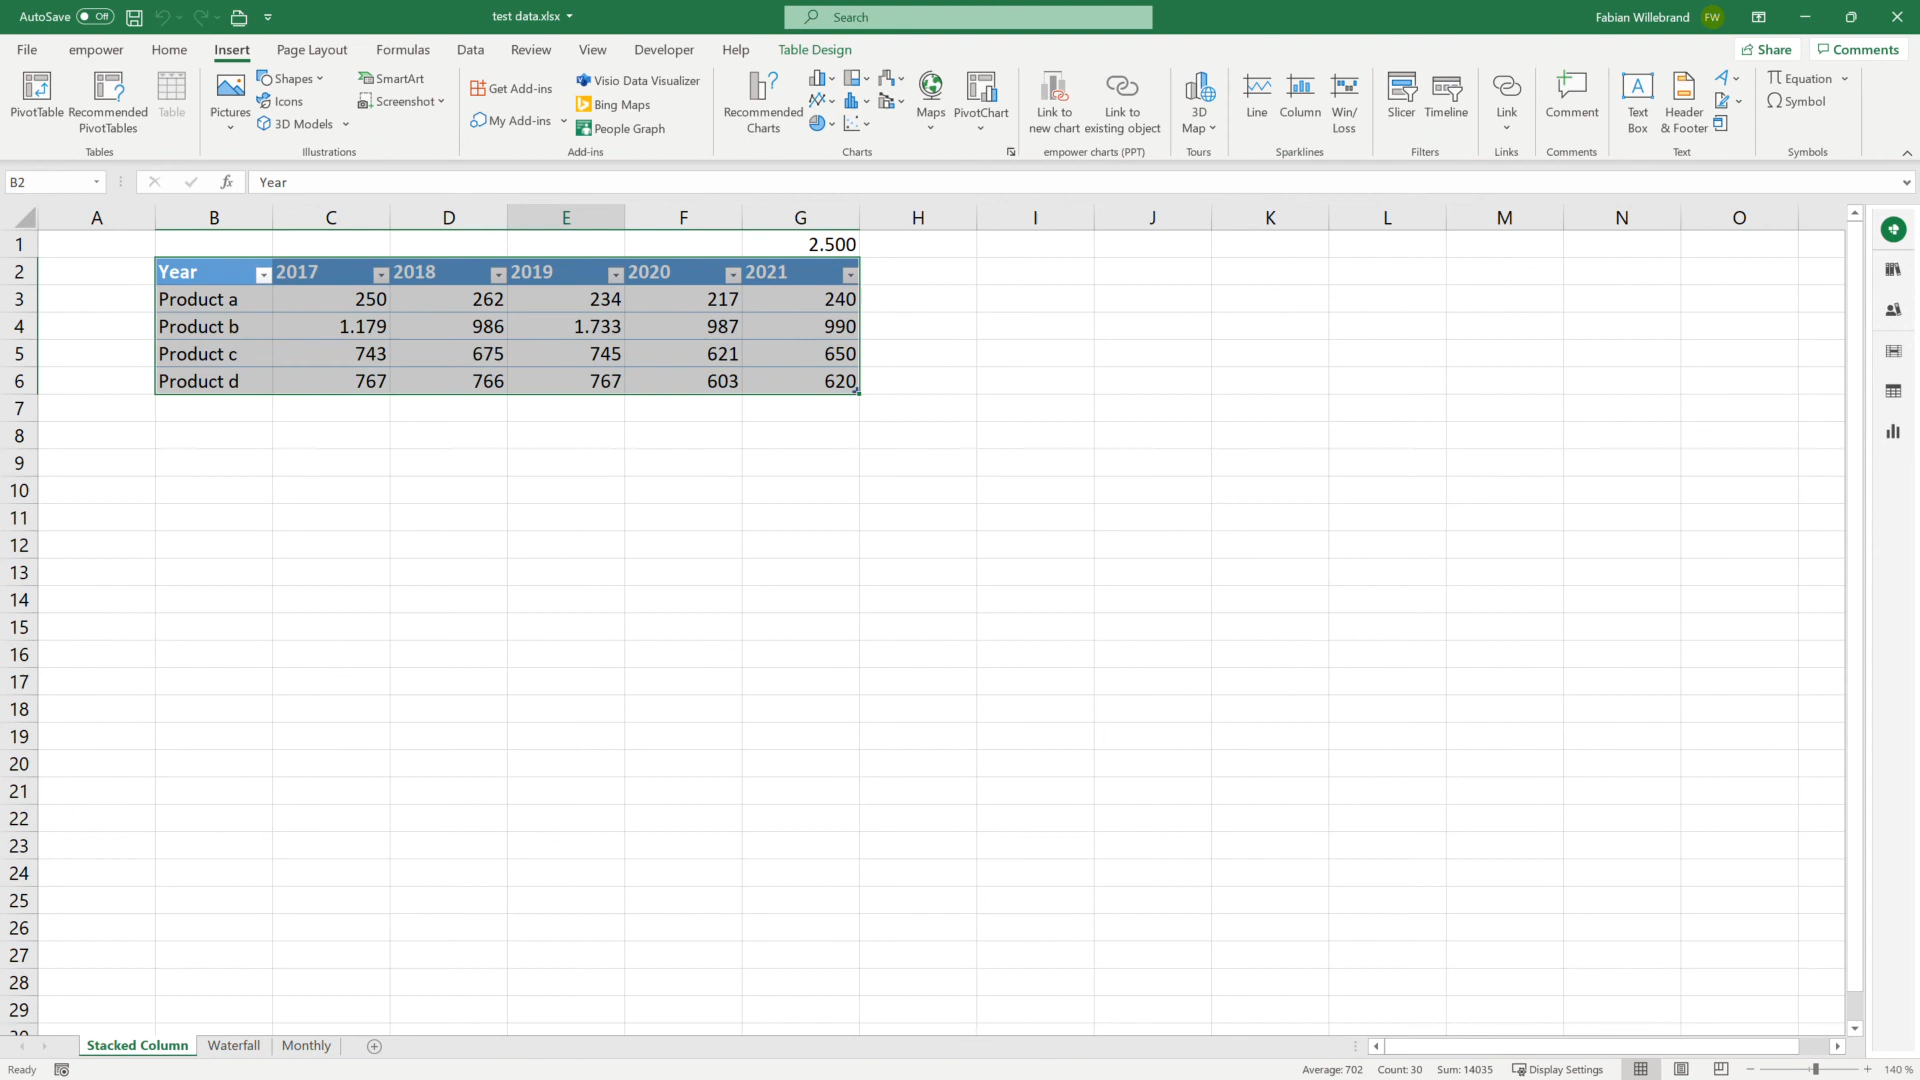 AutoSave Off test data.xlsx Search Fabian Willebrand FW
File empower Home Insert Page Layout Formulas Data Review View Developer Help Table Design Share Comments
PivotTable Recommended PivotTables Table Pictures Shapes Icons 3D Models SmartArt Screenshot Get Add-ins My Add-ins Visio Data Visualizer Bing Maps People Graph Recommended Charts Maps PivotChart Link to new chart Link to existing object 3D Map Line Column Win/Loss Slicer Timeline Link Comment Text Box Header & Footer Equation Symbol
Tables Illustrations Add-ins Charts empower charts (PPT) Tours Sparklines Filters Links Comments Text Symbols
B2 fx Year
A B C D E F G H I J K L M N O
1 2.500
2 Year 2017 2018 2019 2020 2021
3 Product a 250 262 234 217 240
4 Product b 1.179 986 1.733 987 990
5 Product c 743 675 745 621 650
6 Product d 767 766 767 603 620
7
8
9
10
11
12
13
14
15
16
17
18
19
20
21
22
23
24
25
26
27
28
29
Stacked Column Waterfall Monthly
Ready Average: 702 Count: 30 Sum: 14035 Display Settings 140 %